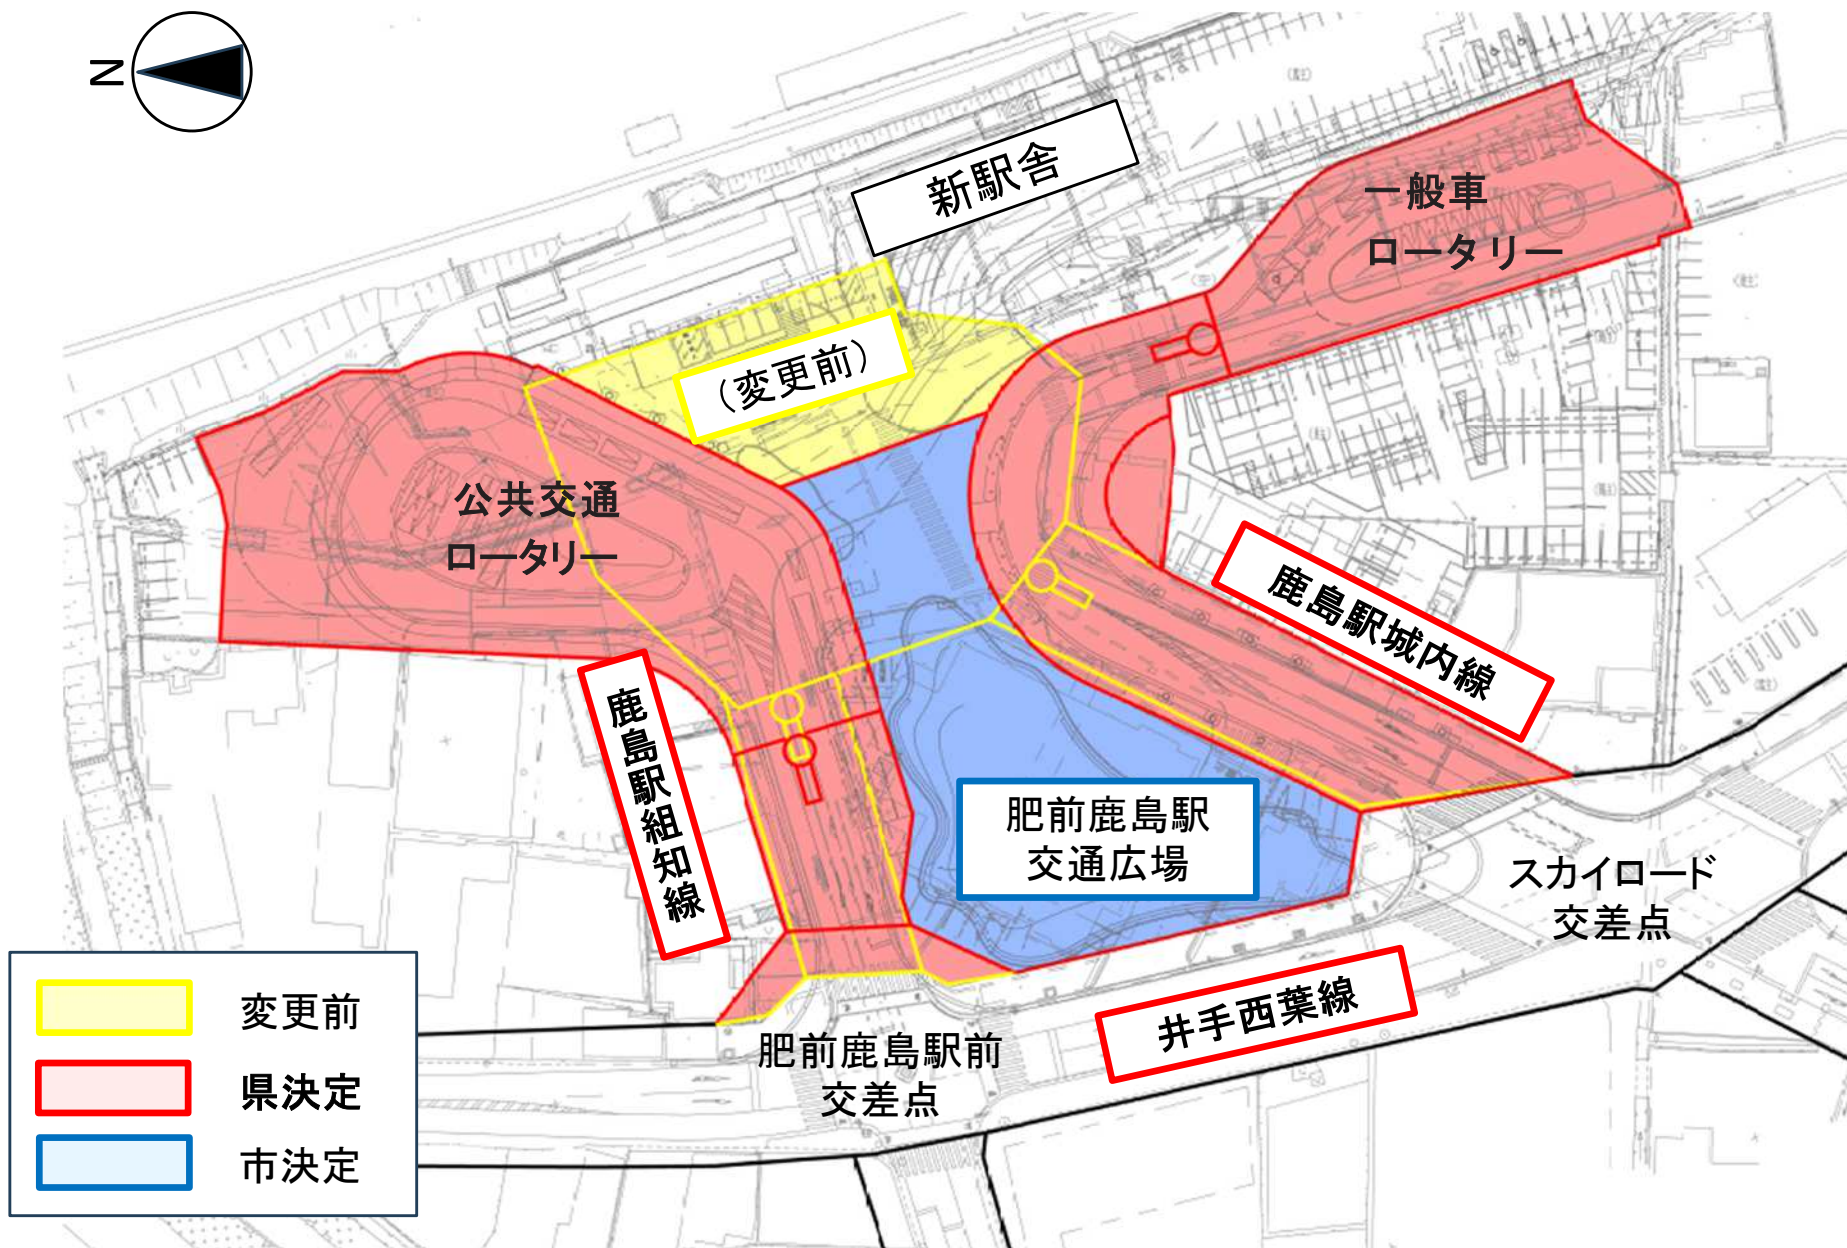 N
新駅舎
一般車
ロータリー
（変更前）
公共交通
ロータリー
鹿島駅城内線
鹿島駅組知線
肥前鹿島駅
交通広場
スカイロード
交差点
井手西葉線
肥前鹿島駅前
交差点
変更前
県決定
市決定